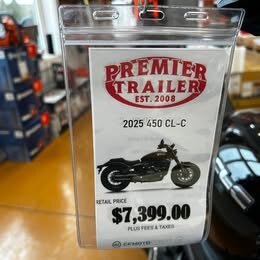 PREMIER
TRAILER
EST. 2008
2025 450 CL-C
RETAIL PRICE
$7,399.00
PLUS FEES & TAXES
CFMOTO